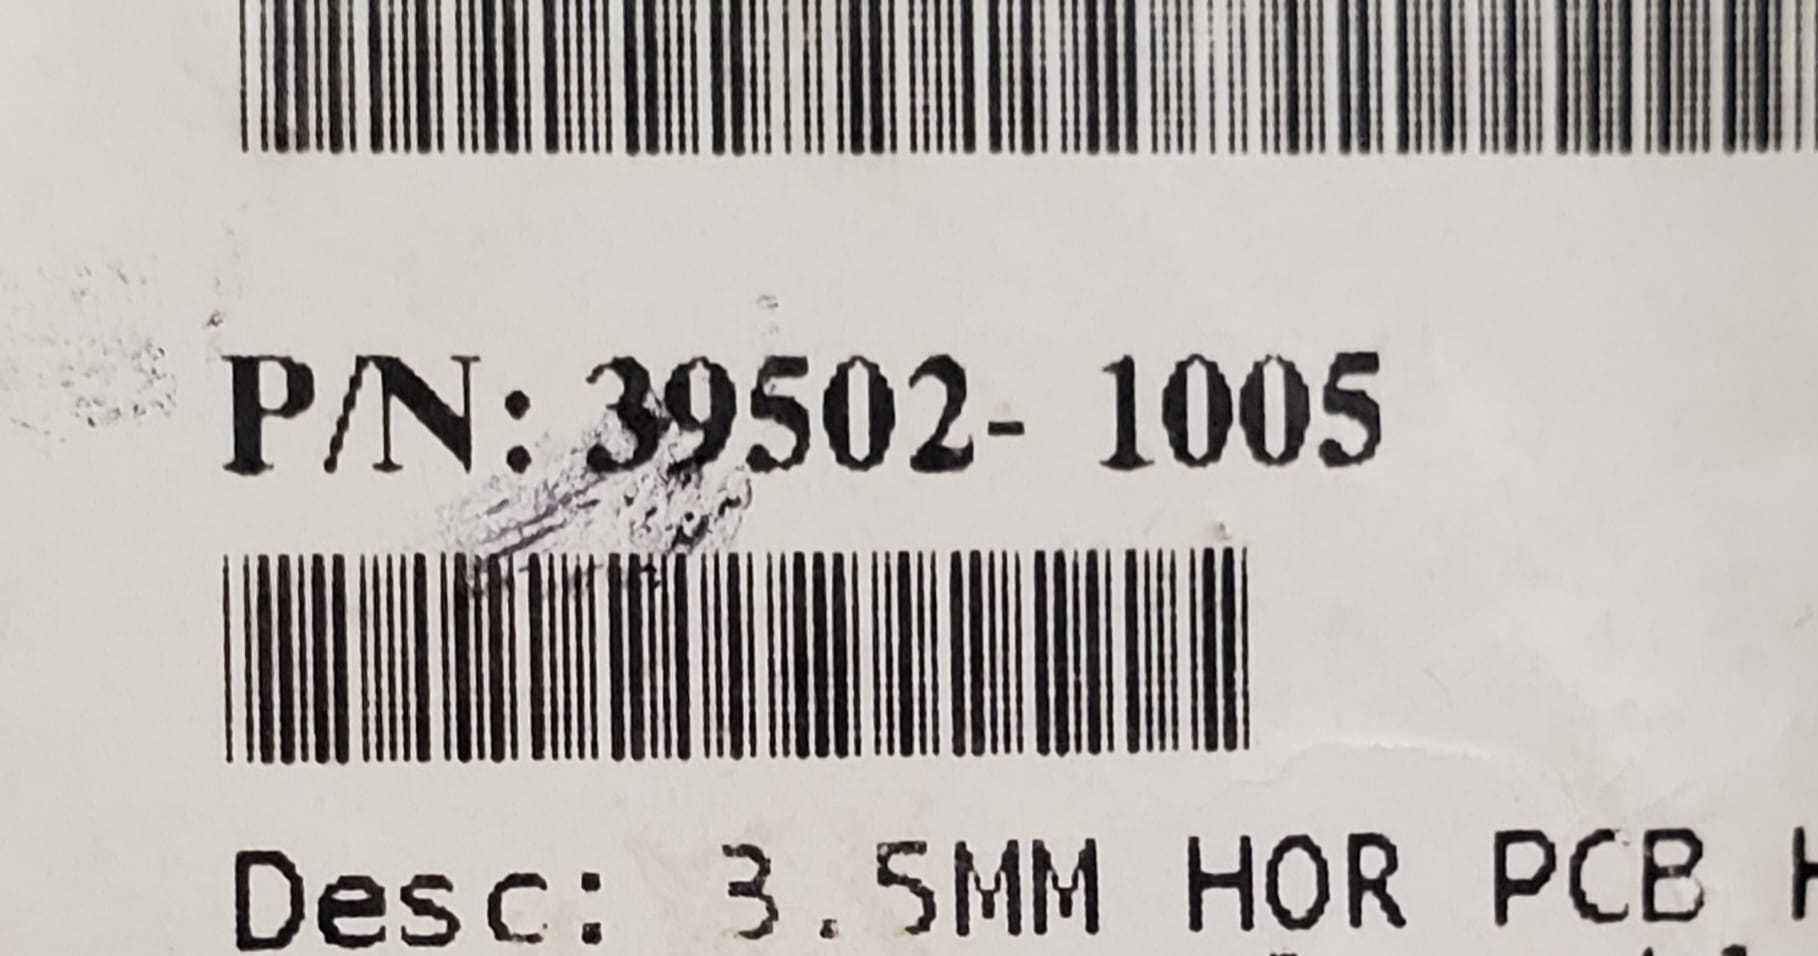 P/N: 39502- 1005
Desc: 3.5MM HOR PCB H